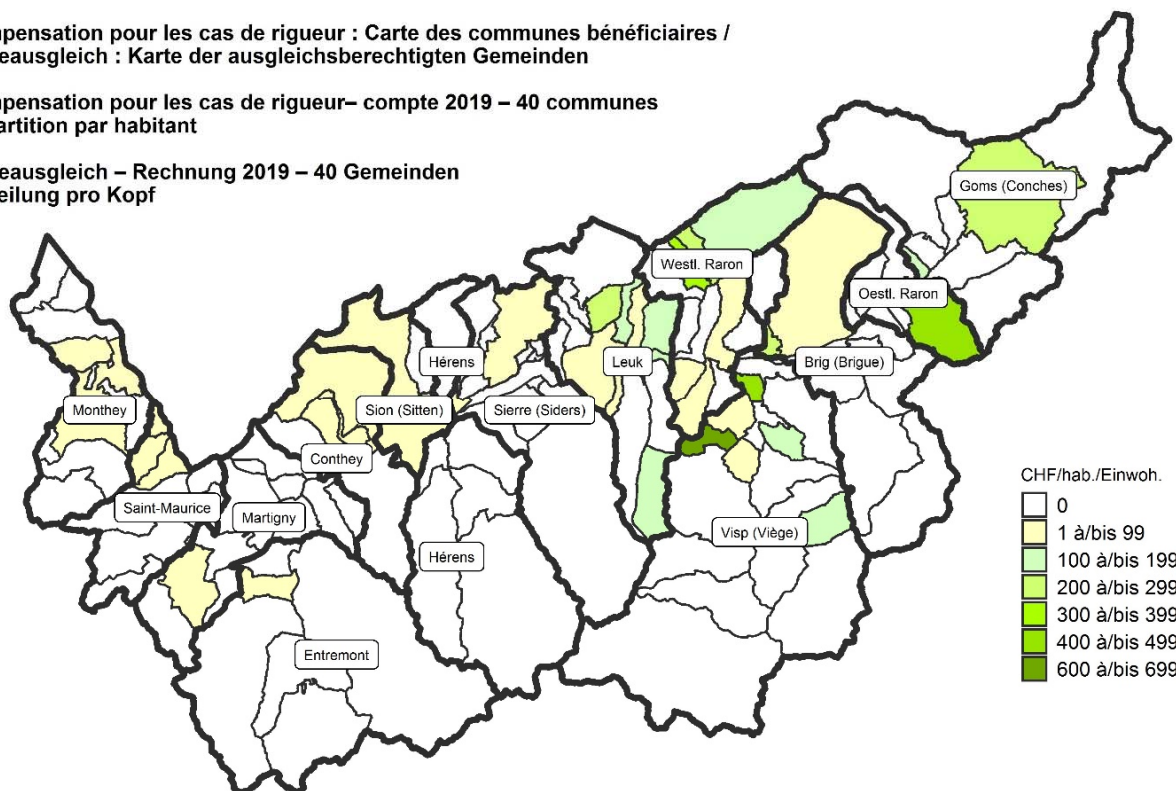 npensation pour les cas de rigueur : Carte des communes bénéficiaires /
eausgleich : Karte der ausgleichsberechtigten Gemeinden
npensation pour les cas de rigueur– compte 2019 – 40 communes
artition par habitant
eausgleich – Rechnung 2019 – 40 Gemeinden
eilung pro Kopf
Goms (Conches)
Westl. Raron
Oestl. Raron
Hérens
Leuk
Brig (Brigue)
Monthey
Sion (Sitten)
Sierre (Siders)
Conthey
Saint-Maurice
Martigny
Hérens
Visp (Viège)
Entremont
CHF/hab./Einwoh.
0
1 à/bis 99
100 à/bis 199
200 à/bis 299
300 à/bis 399
400 à/bis 499
600 à/bis 699